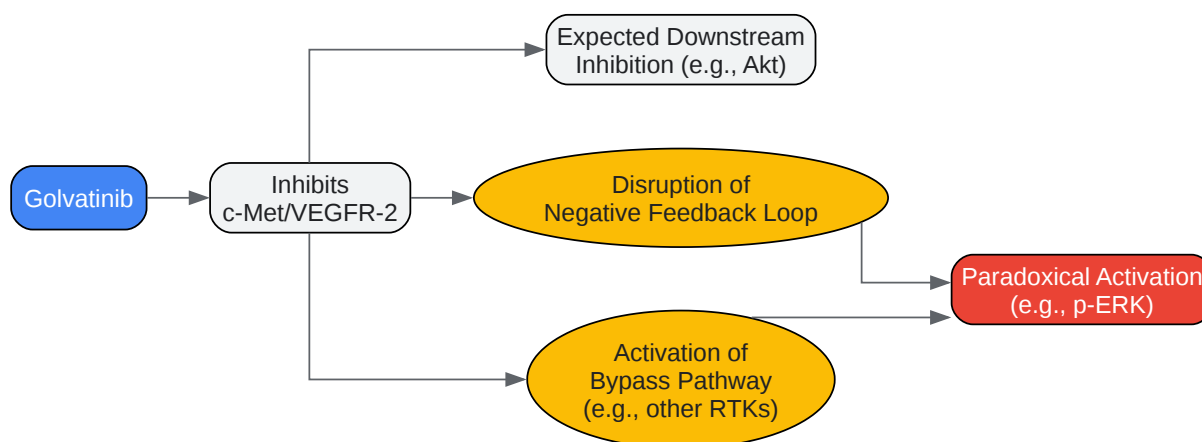 Expected Downstream
Inhibition (e.g., Akt)
Golvatinib
Inhibits
c-Met/VEGFR-2
Disruption of
Negative Feedback Loop
Paradoxical Activation
(e.g., p-ERK)
Activation of
Bypass Pathway
(e.g., other RTKs)